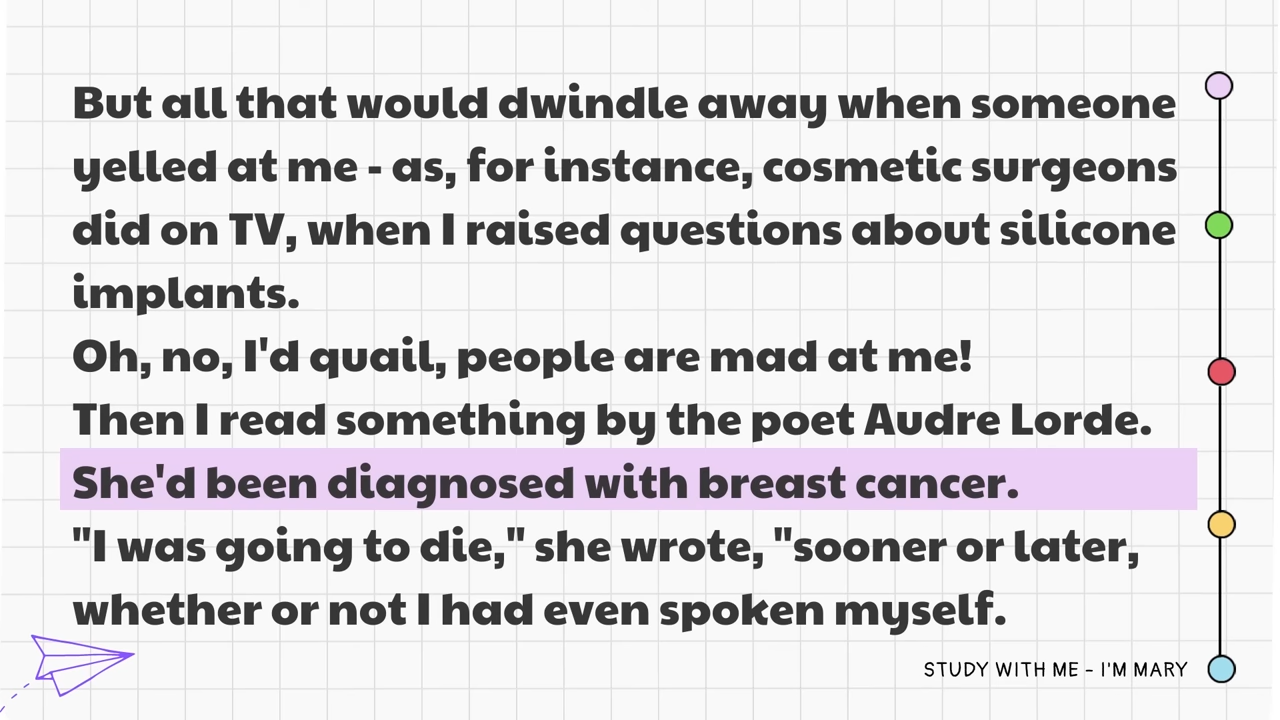 But all that would dwindle away when someone
yelled at me - as, for instance, cosmetic surgeons
did on TV, when I raised questions about silicone
implants.
Oh, no, I'd quail, people are mad at me!
Then I read something by the poet Audre Lorde.
She'd been diagnosed with breast cancer.
"I was going to die," she wrote, "sooner or later,
whether or not I had even spoken myself.
STUDY WITH ME - I'M MARY